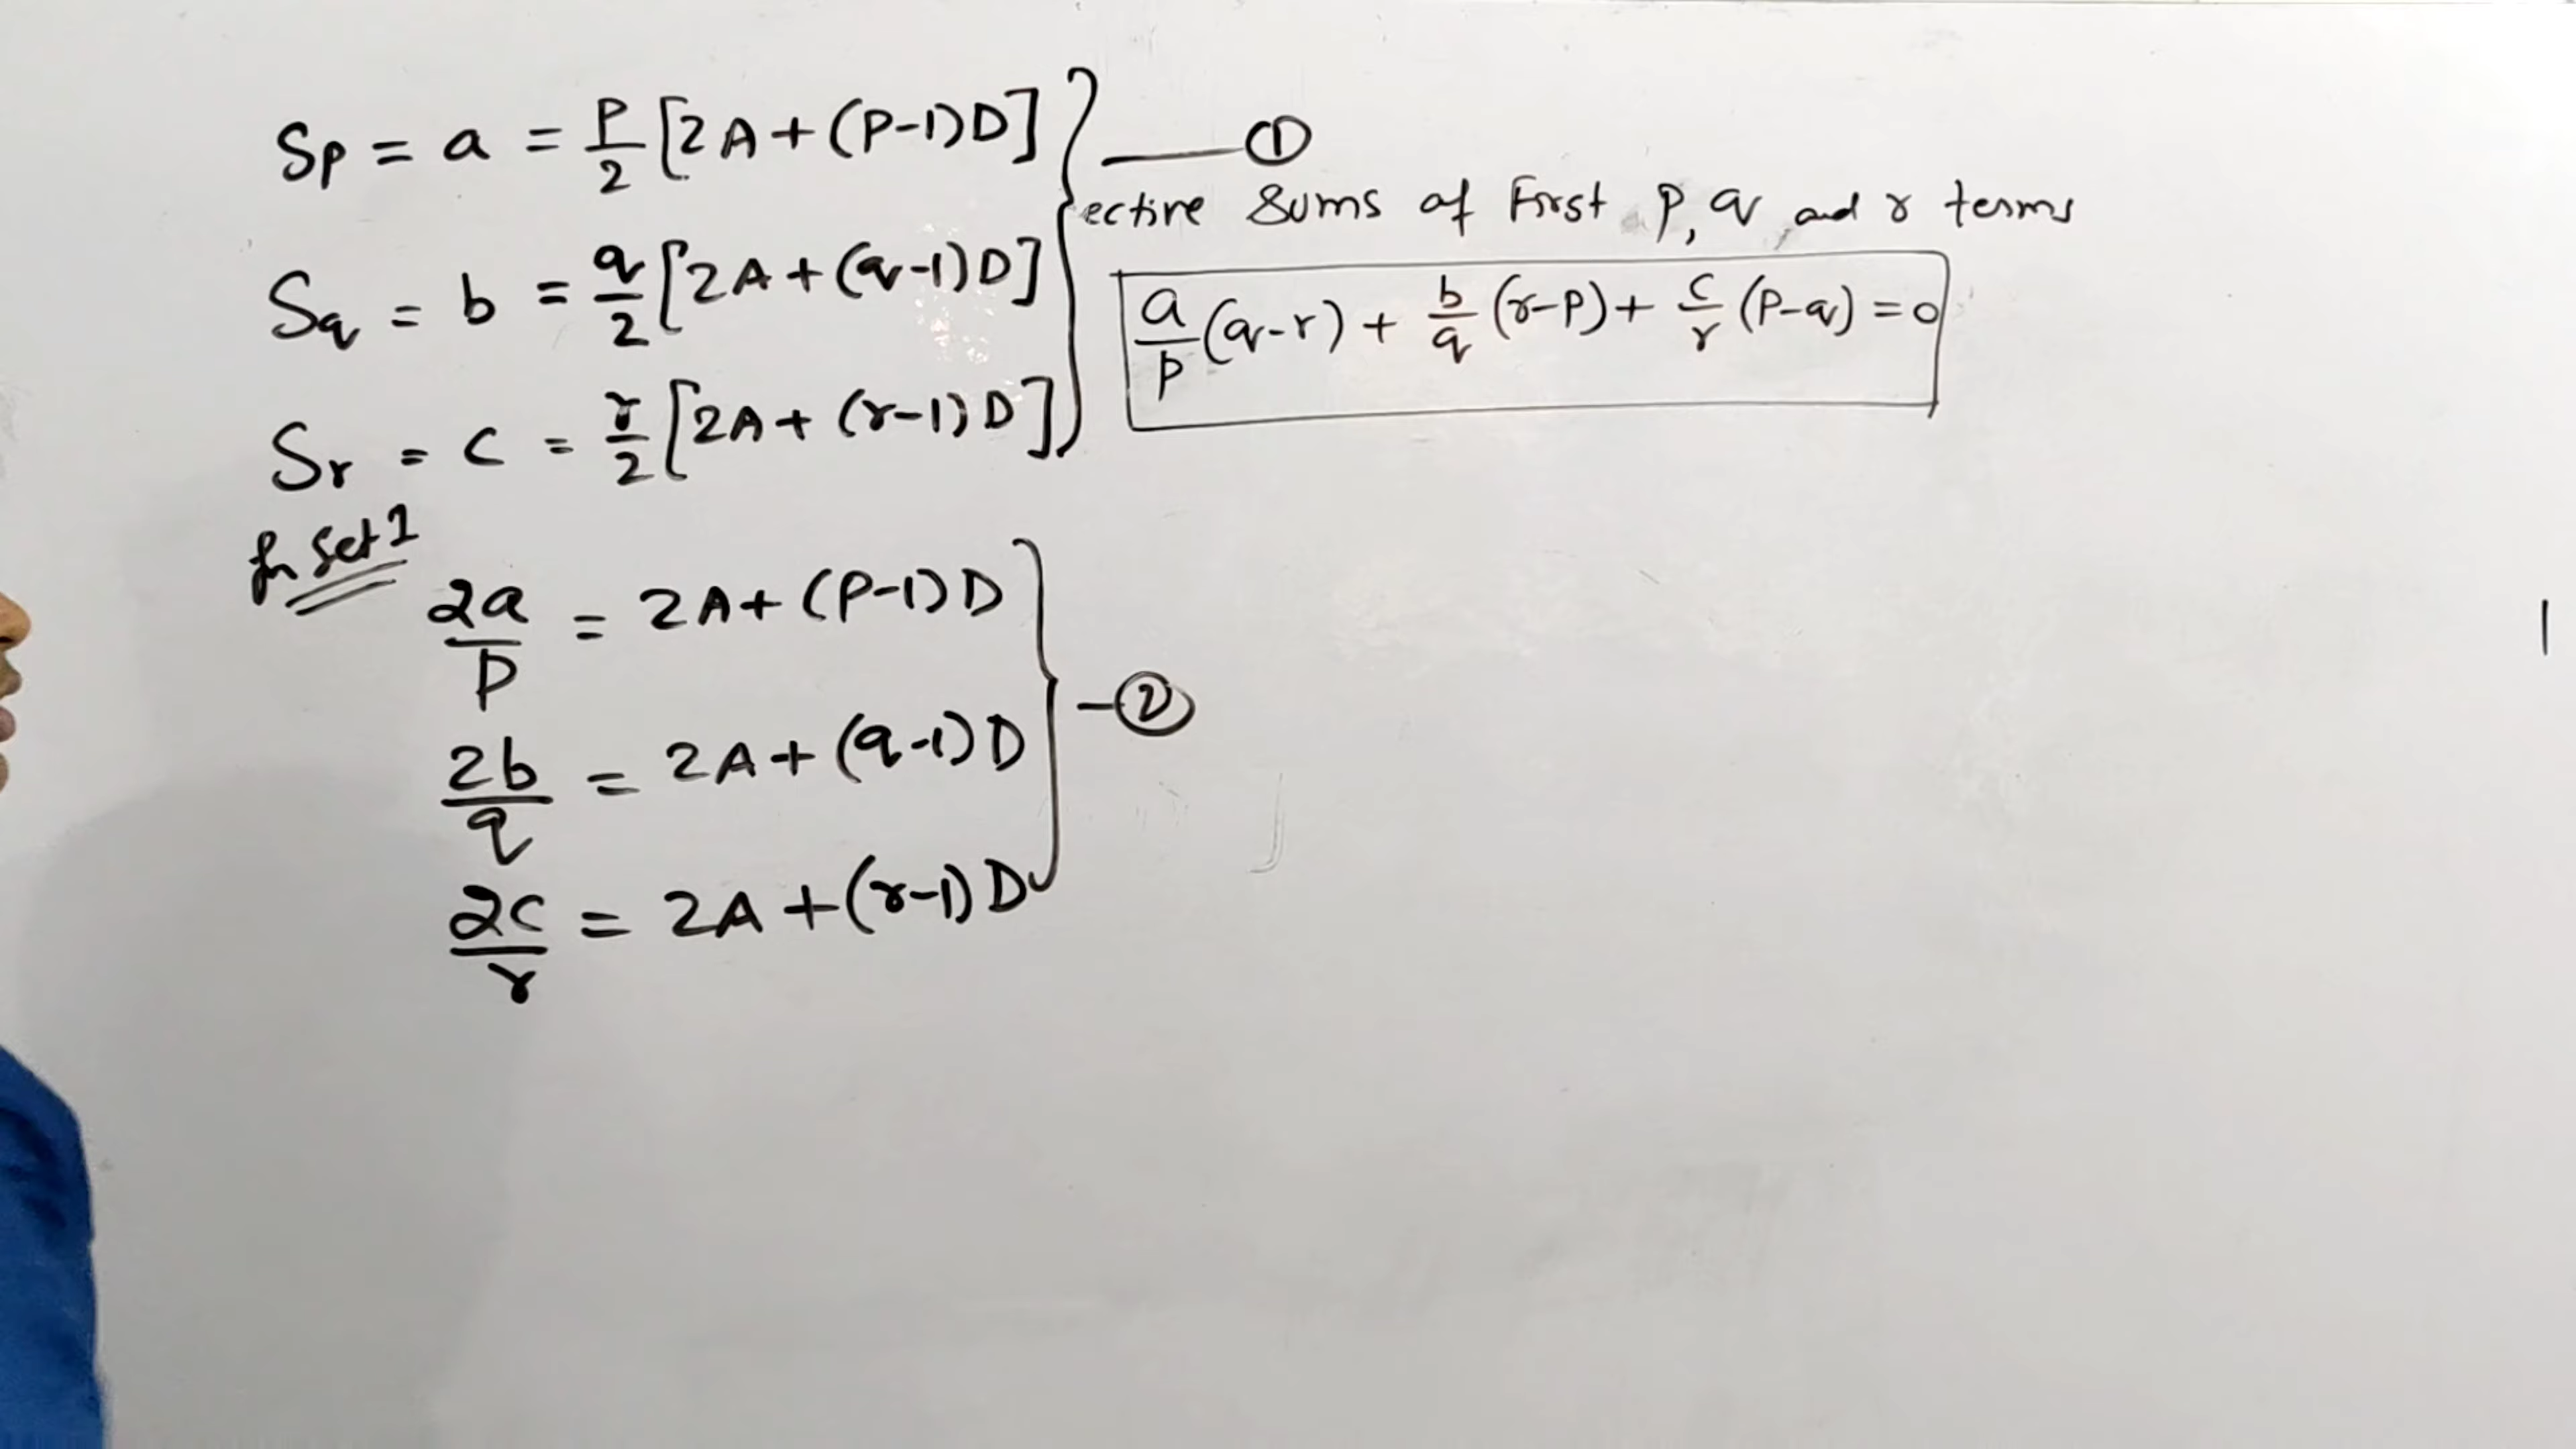 Sp = a = P/2 [2A + (P-1)D] ——— ①
ective Sums of First P, q and r terms
Sq = b = q/2 [2A + (q-1)D]
a/p (q-r) + b/q (r-p) + c/r (p-q) = 0
Sr = c = r/2 [2A + (r-1)D]
Set 1
2a/p = 2A + (P-1)D
2b/q = 2A + (q-1)D — ②
2c/r = 2A + (r-1)D